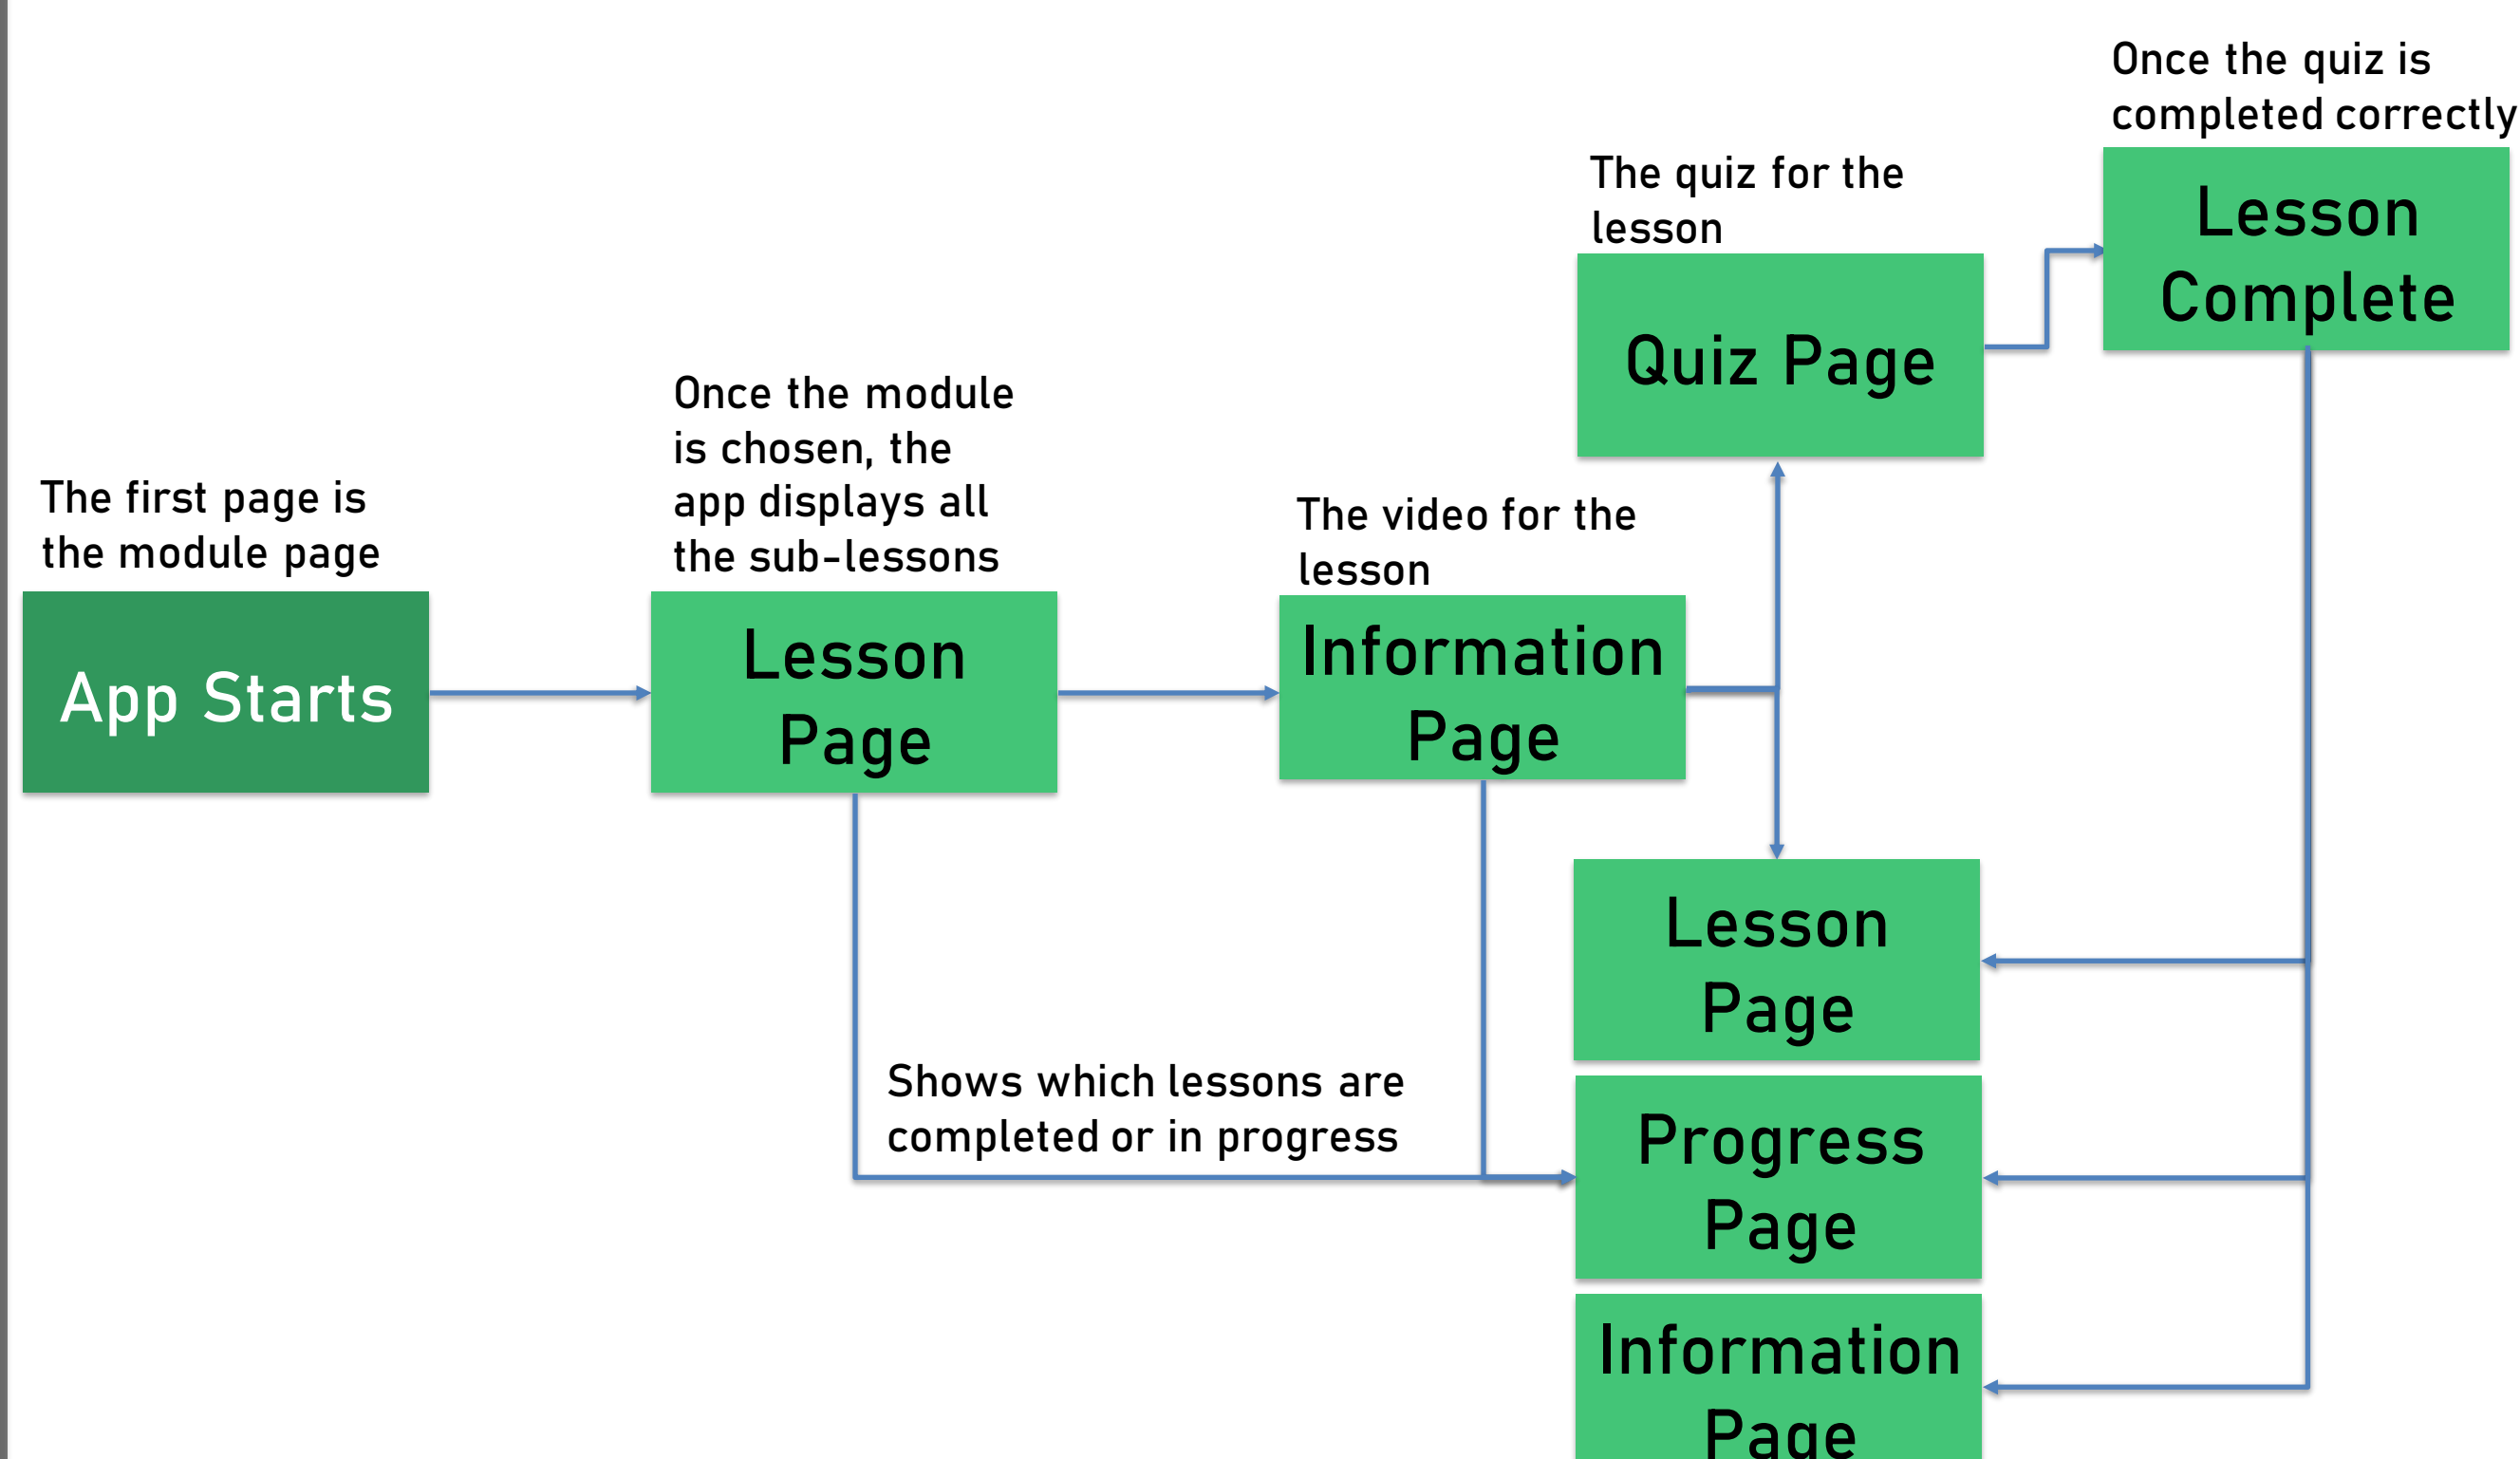 The first page is
the module page
App Starts
Once the module
is chosen, the
app displays all
the sub-lessons
Lesson
Page
The video for the
lesson
Information
Page
The quiz for the
lesson
Quiz Page
Once the quiz is
completed correctly
Lesson
Complete
Lesson
Page
Shows which lessons are
completed or in progress
Progress
Page
Information
Page